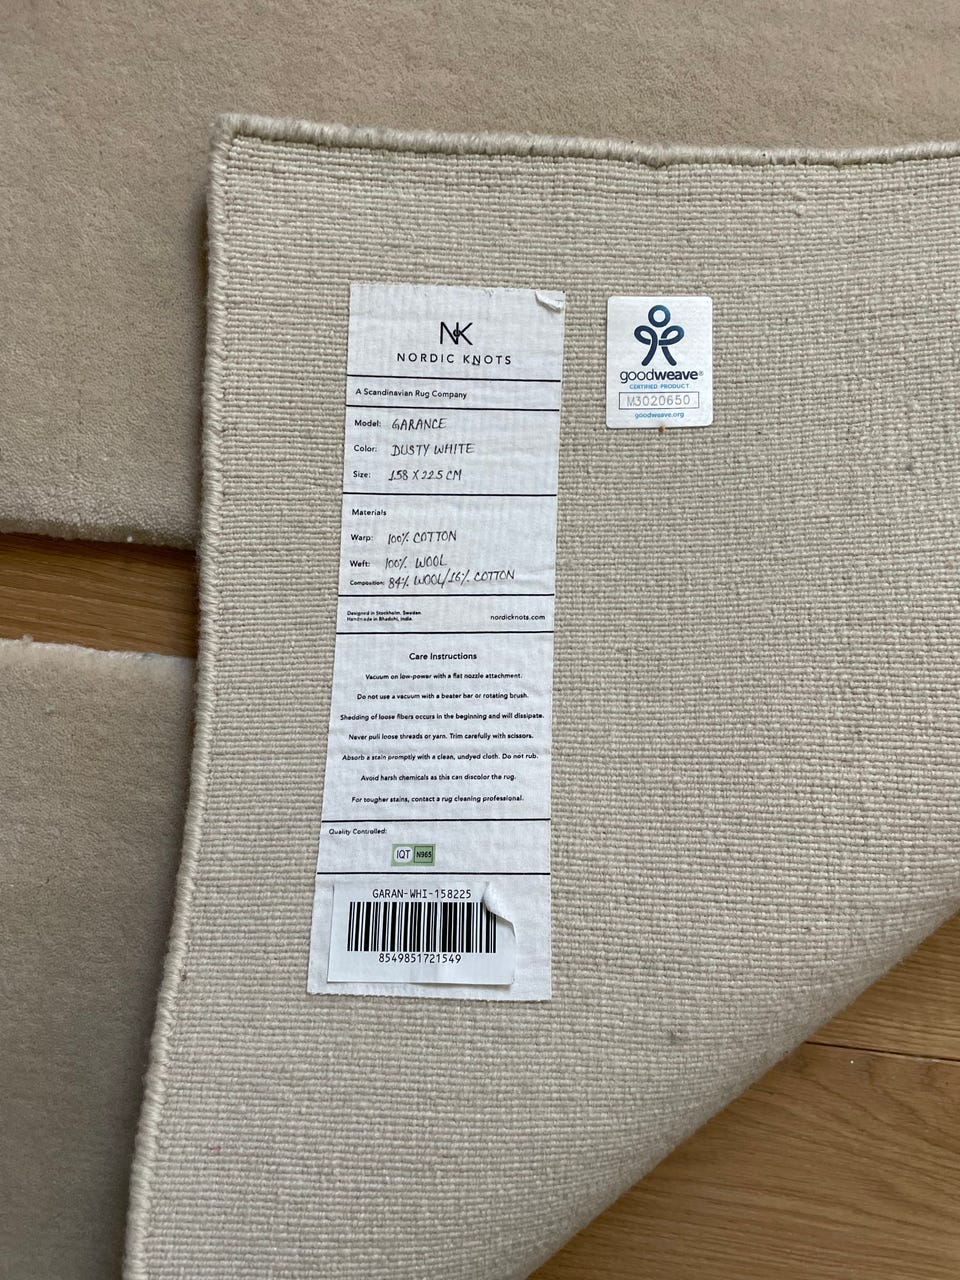 NK
NORDIC KNOTS
A Scandinavian Rug Company
Model: GARANCE
Color: DUSTY WHITE
Size: 158 X 225 CM
Materials
Warp: 100% COTTON
Weft: 100% WOOL
Composition: 84% WOOL/16% COTTON
Designed in Stockholm, Sweden.
Handmade in Bhadohi, India.
nordicknots.com
Care Instructions
Vacuum on low-power with a flat nozzle attachment.
Do not use a vacuum with a beater bar or rotating brush.
Shedding of loose fibers occurs in the beginning and will dissipate.
Never pull loose threads or yarn. Trim carefully with scissors.
Absorb a stain promptly with a clean, undyed cloth. Do not rub.
Avoid harsh chemicals as this can discolor the rug.
For tougher stains, contact a rug cleaning professional.
Quality Controlled:
IQT N965
GARAN-WHI-158225
8549851721549
goodweave®
CERTIFIED PRODUCT
M3020650
goodweave.org